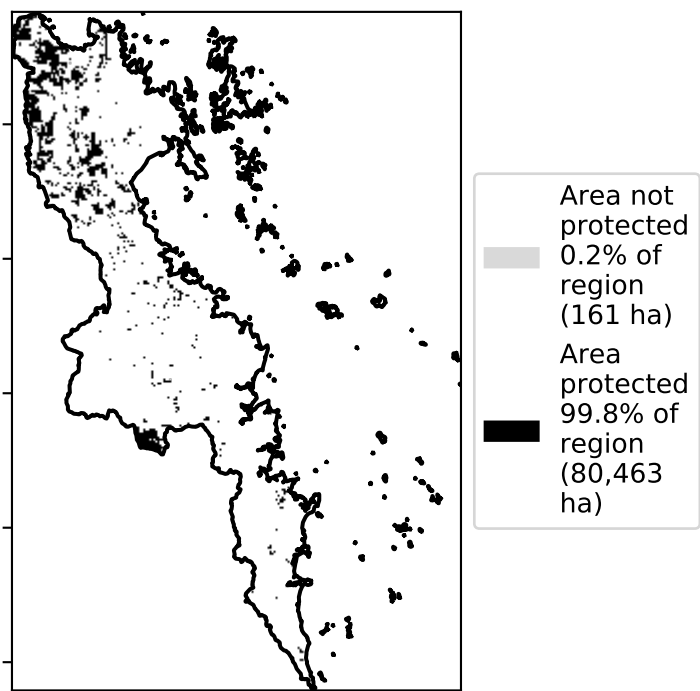 Area not
protected
0.2% of
region
(161 ha)
Area
protected
99.8% of
region
(80,463
ha)